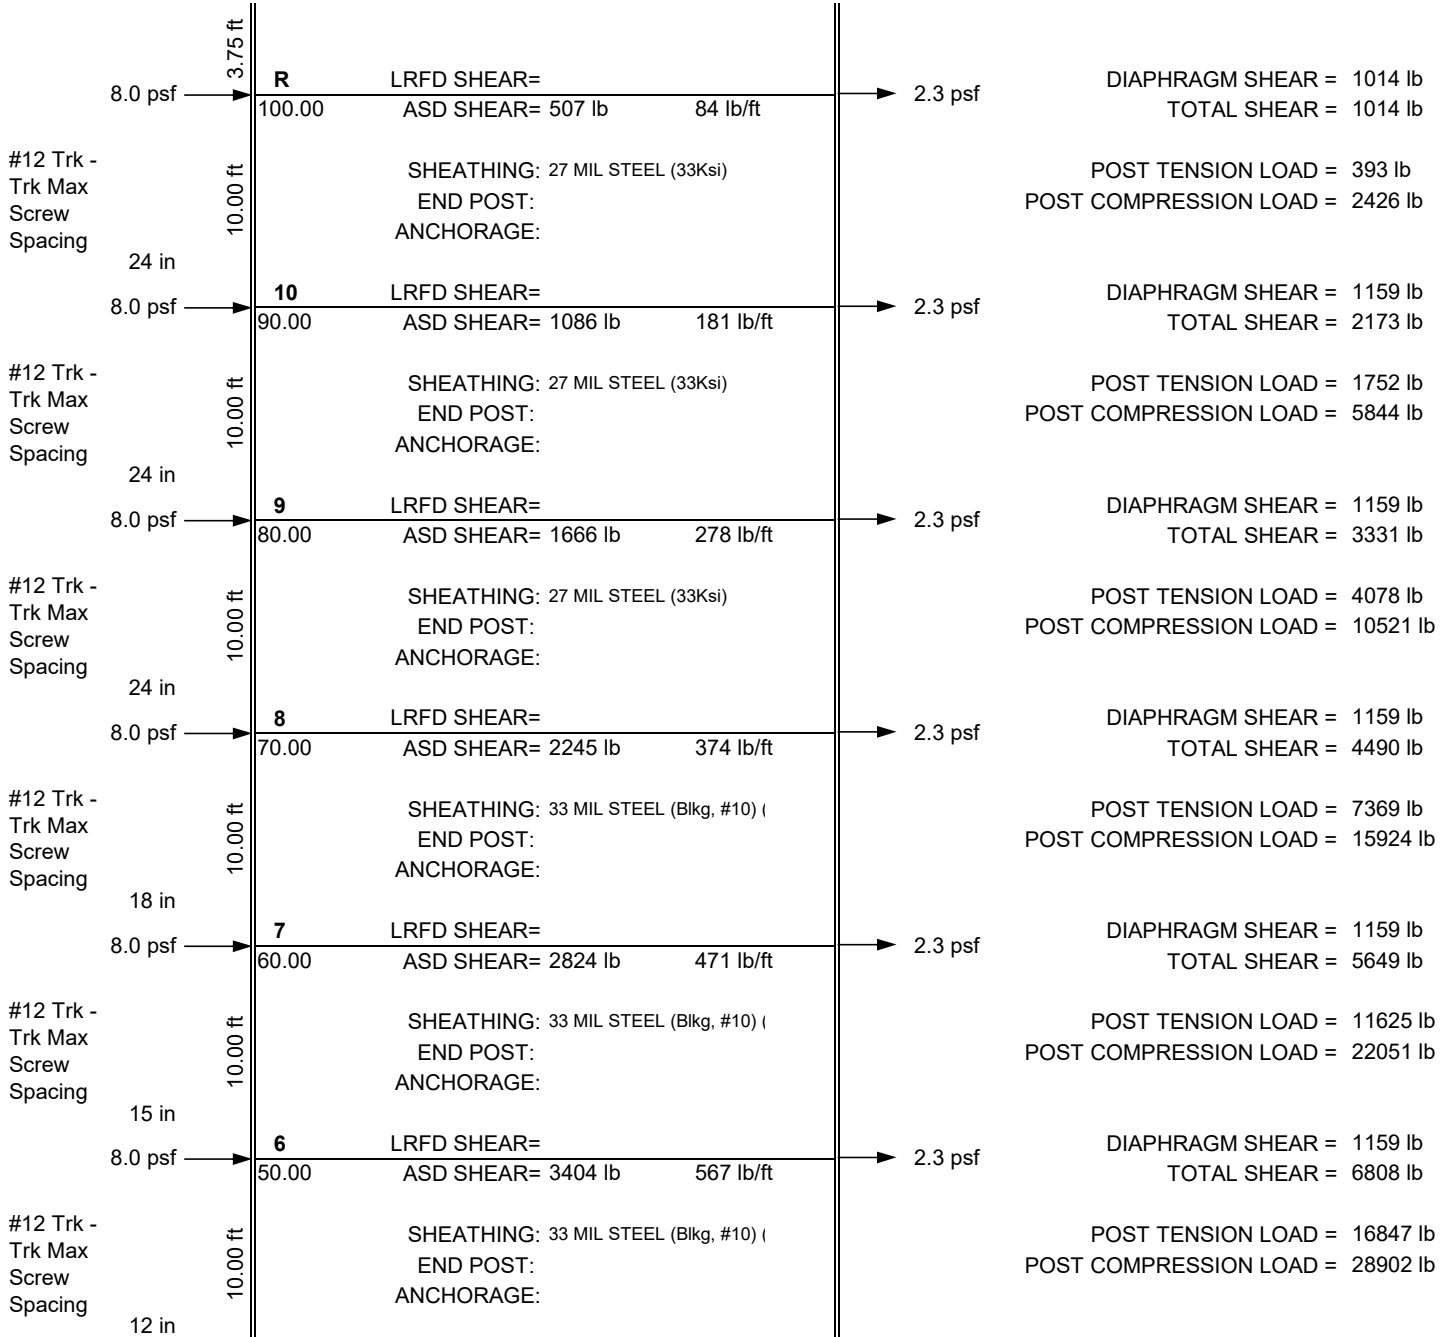 3.75 ft
R LRFD SHEAR= DIAPHRAGM SHEAR = 1014 lb
8.0 psf 2.3 psf
100.00 ASD SHEAR= 507 lb 84 lb/ft TOTAL SHEAR = 1014 lb
#12 Trk -
Trk Max
Screw
Spacing
24 in
10.00 ft
SHEATHING: 27 MIL STEEL (33Ksi) POST TENSION LOAD = 393 lb
END POST: POST COMPRESSION LOAD = 2426 lb
ANCHORAGE:
10 LRFD SHEAR= DIAPHRAGM SHEAR = 1159 lb
8.0 psf 2.3 psf
90.00 ASD SHEAR= 1086 lb 181 lb/ft TOTAL SHEAR = 2173 lb
#12 Trk -
Trk Max
Screw
Spacing
24 in
10.00 ft
SHEATHING: 27 MIL STEEL (33Ksi) POST TENSION LOAD = 1752 lb
END POST: POST COMPRESSION LOAD = 5844 lb
ANCHORAGE:
9 LRFD SHEAR= DIAPHRAGM SHEAR = 1159 lb
8.0 psf 2.3 psf
80.00 ASD SHEAR= 1666 lb 278 lb/ft TOTAL SHEAR = 3331 lb
#12 Trk -
Trk Max
Screw
Spacing
24 in
10.00 ft
SHEATHING: 27 MIL STEEL (33Ksi) POST TENSION LOAD = 4078 lb
END POST: POST COMPRESSION LOAD = 10521 lb
ANCHORAGE:
8 LRFD SHEAR= DIAPHRAGM SHEAR = 1159 lb
8.0 psf 2.3 psf
70.00 ASD SHEAR= 2245 lb 374 lb/ft TOTAL SHEAR = 4490 lb
#12 Trk -
Trk Max
Screw
Spacing
18 in
10.00 ft
SHEATHING: 33 MIL STEEL (Blkg, #10) ( POST TENSION LOAD = 7369 lb
END POST: POST COMPRESSION LOAD = 15924 lb
ANCHORAGE:
7 LRFD SHEAR= DIAPHRAGM SHEAR = 1159 lb
8.0 psf 2.3 psf
60.00 ASD SHEAR= 2824 lb 471 lb/ft TOTAL SHEAR = 5649 lb
#12 Trk -
Trk Max
Screw
Spacing
15 in
10.00 ft
SHEATHING: 33 MIL STEEL (Blkg, #10) ( POST TENSION LOAD = 11625 lb
END POST: POST COMPRESSION LOAD = 22051 lb
ANCHORAGE:
6 LRFD SHEAR= DIAPHRAGM SHEAR = 1159 lb
8.0 psf 2.3 psf
50.00 ASD SHEAR= 3404 lb 567 lb/ft TOTAL SHEAR = 6808 lb
#12 Trk -
Trk Max
Screw
Spacing
12 in
10.00 ft
SHEATHING: 33 MIL STEEL (Blkg, #10) ( POST TENSION LOAD = 16847 lb
END POST: POST COMPRESSION LOAD = 28902 lb
ANCHORAGE: